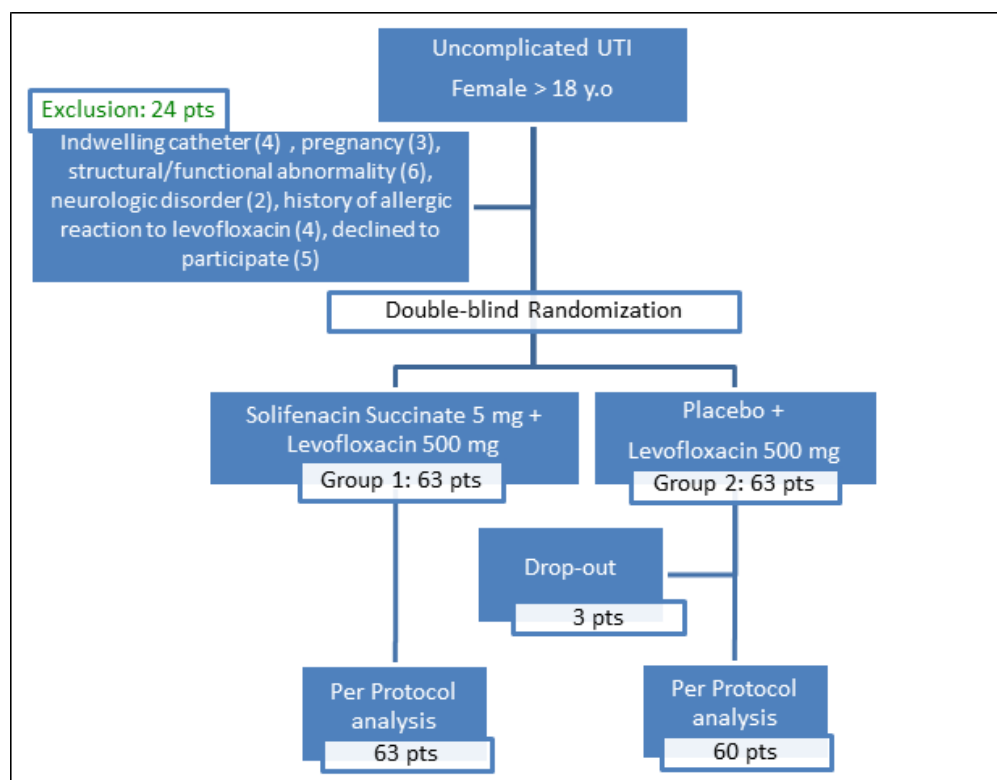 Uncomplicated UTI
Female > 18 y.o
Exclusion: 24 pts
Indwelling catheter (4) , pregnancy (3),
structural/functional abnormality (6),
neurologic disorder (2), history of allergic
reaction to levofloxacin (4), declined to
participate (5)
Double-blind Randomization
Solifenacin Succinate 5 mg +
Levofloxacin 500 mg
Group 1: 63 pts
Placebo +
Levofloxacin 500 mg
Group 2: 63 pts
Drop-out
3 pts
Per Protocol
analysis
63 pts
Per Protocol
analysis
60 pts